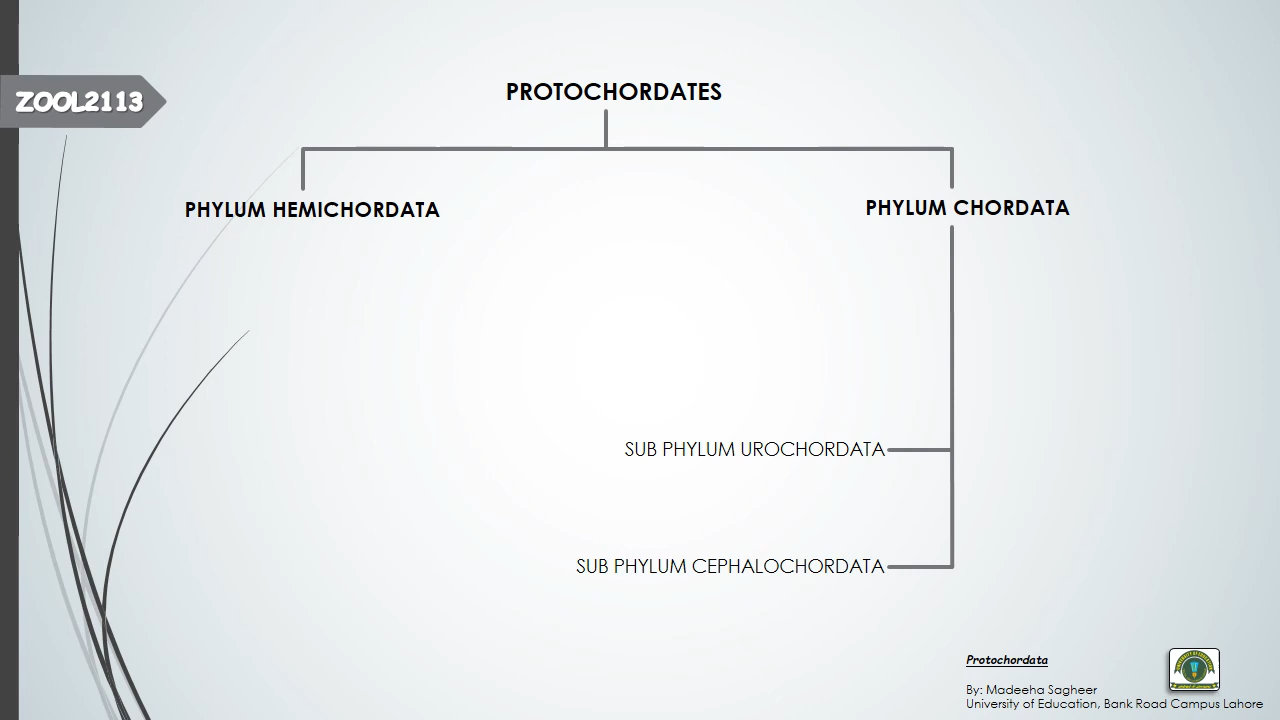 ZOOL2113
PROTOCHORDATES
PHYLUM HEMICHORDATA
PHYLUM CHORDATA
SUB PHYLUM UROCHORDATA
SUB PHYLUM CEPHALOCHORDATA
Protochordata
By: Madeeha Sagheer
University of Education, Bank Road Campus Lahore